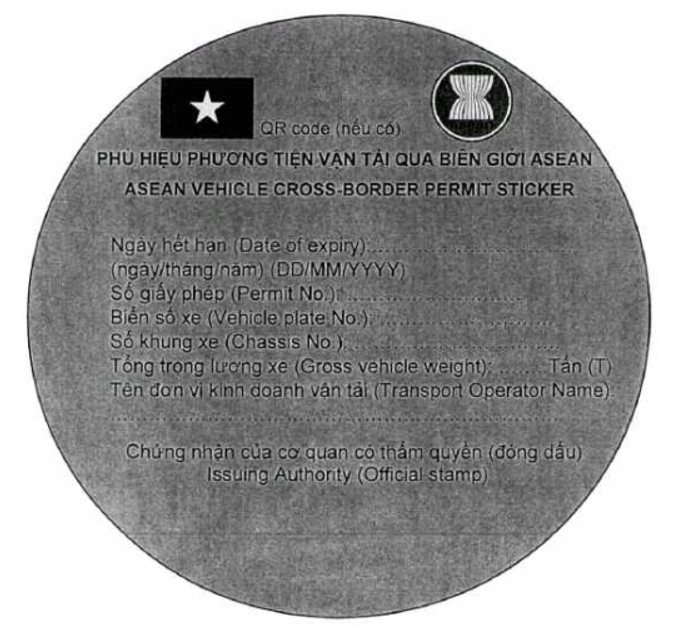 QR code (nếu có)
PHÙ HIỆU PHƯƠNG TIỆN VẬN TẢI QUA BIÊN GIỚI ASEAN
ASEAN VEHICLE CROSS-BORDER PERMIT STICKER
Ngày hết hạn (Date of expiry):..............................
(ngày/tháng/năm) (DD/MM/YYYY)
Số giấy phép (Permit No.):..........................
Biển số xe (Vehicle plate No.):..........................
Số khung xe (Chassis No.):..............................
Tổng trọng lượng xe (Gross vehicle weight): ....... Tấn (T)
Tên đơn vị kinh doanh vận tải (Transport Operator Name)
......................................................................
Chứng nhận của cơ quan có thẩm quyền (đóng dấu)
Issuing Authority (Official stamp)